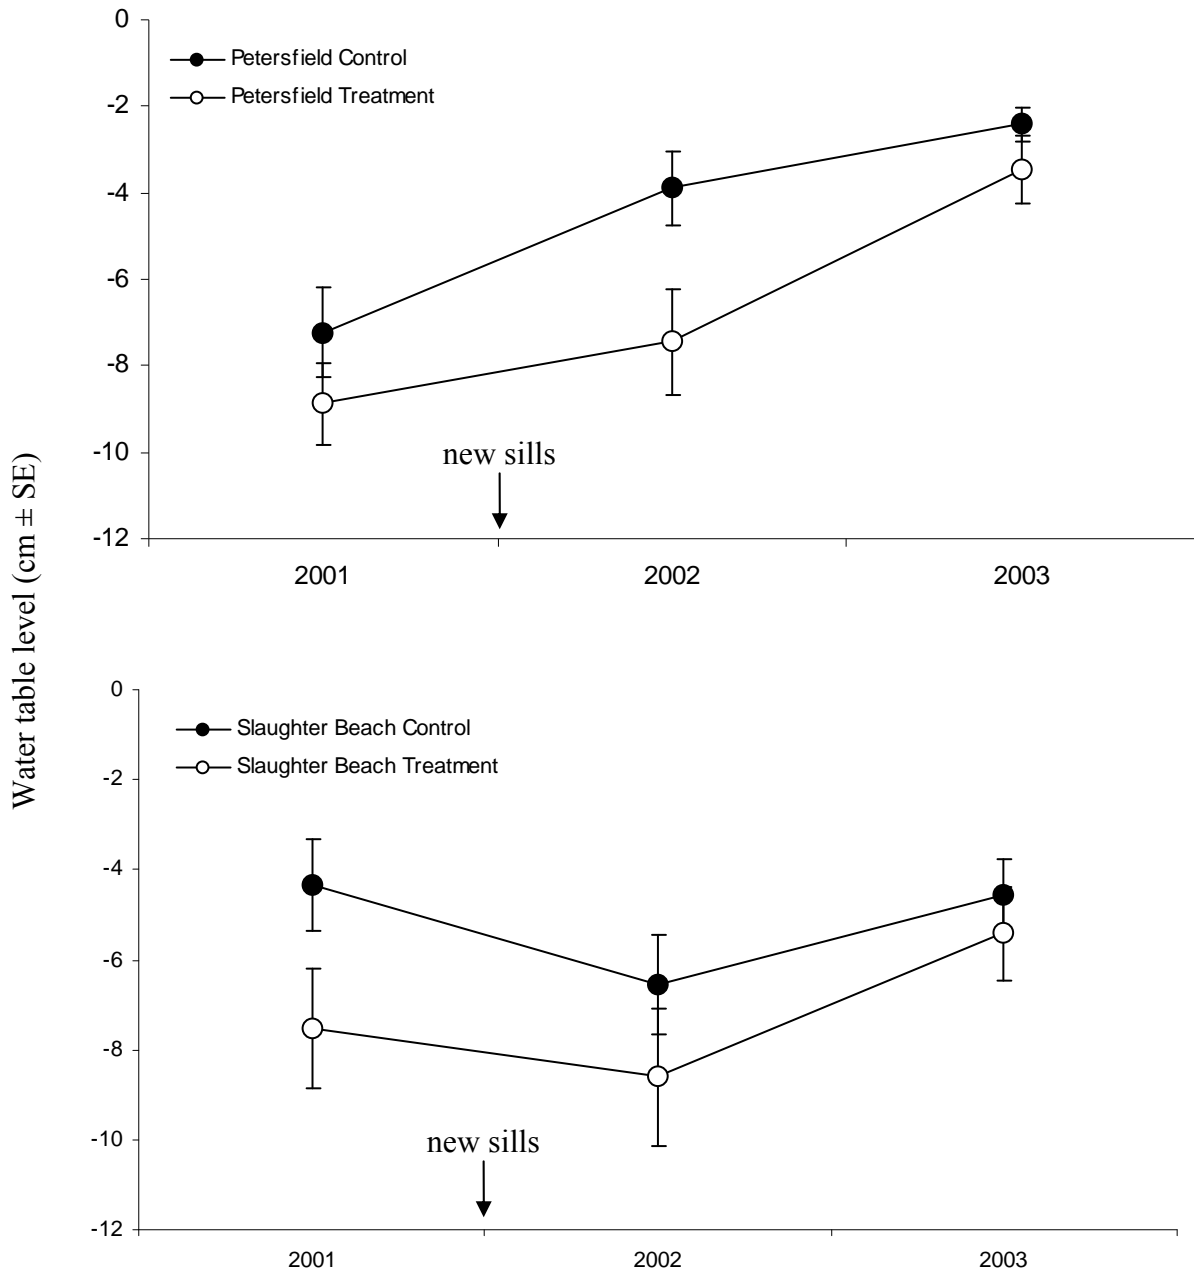 0
Petersfield Control
Petersfield Treatment
-2
-4
-6
-8
-10
new sills
-12
2001 2002 2003
Water table level (cm ± SE)
0
Slaughter Beach Control
Slaughter Beach Treatment
-2
-4
-6
-8
-10
new sills
-12
2001 2002 2003